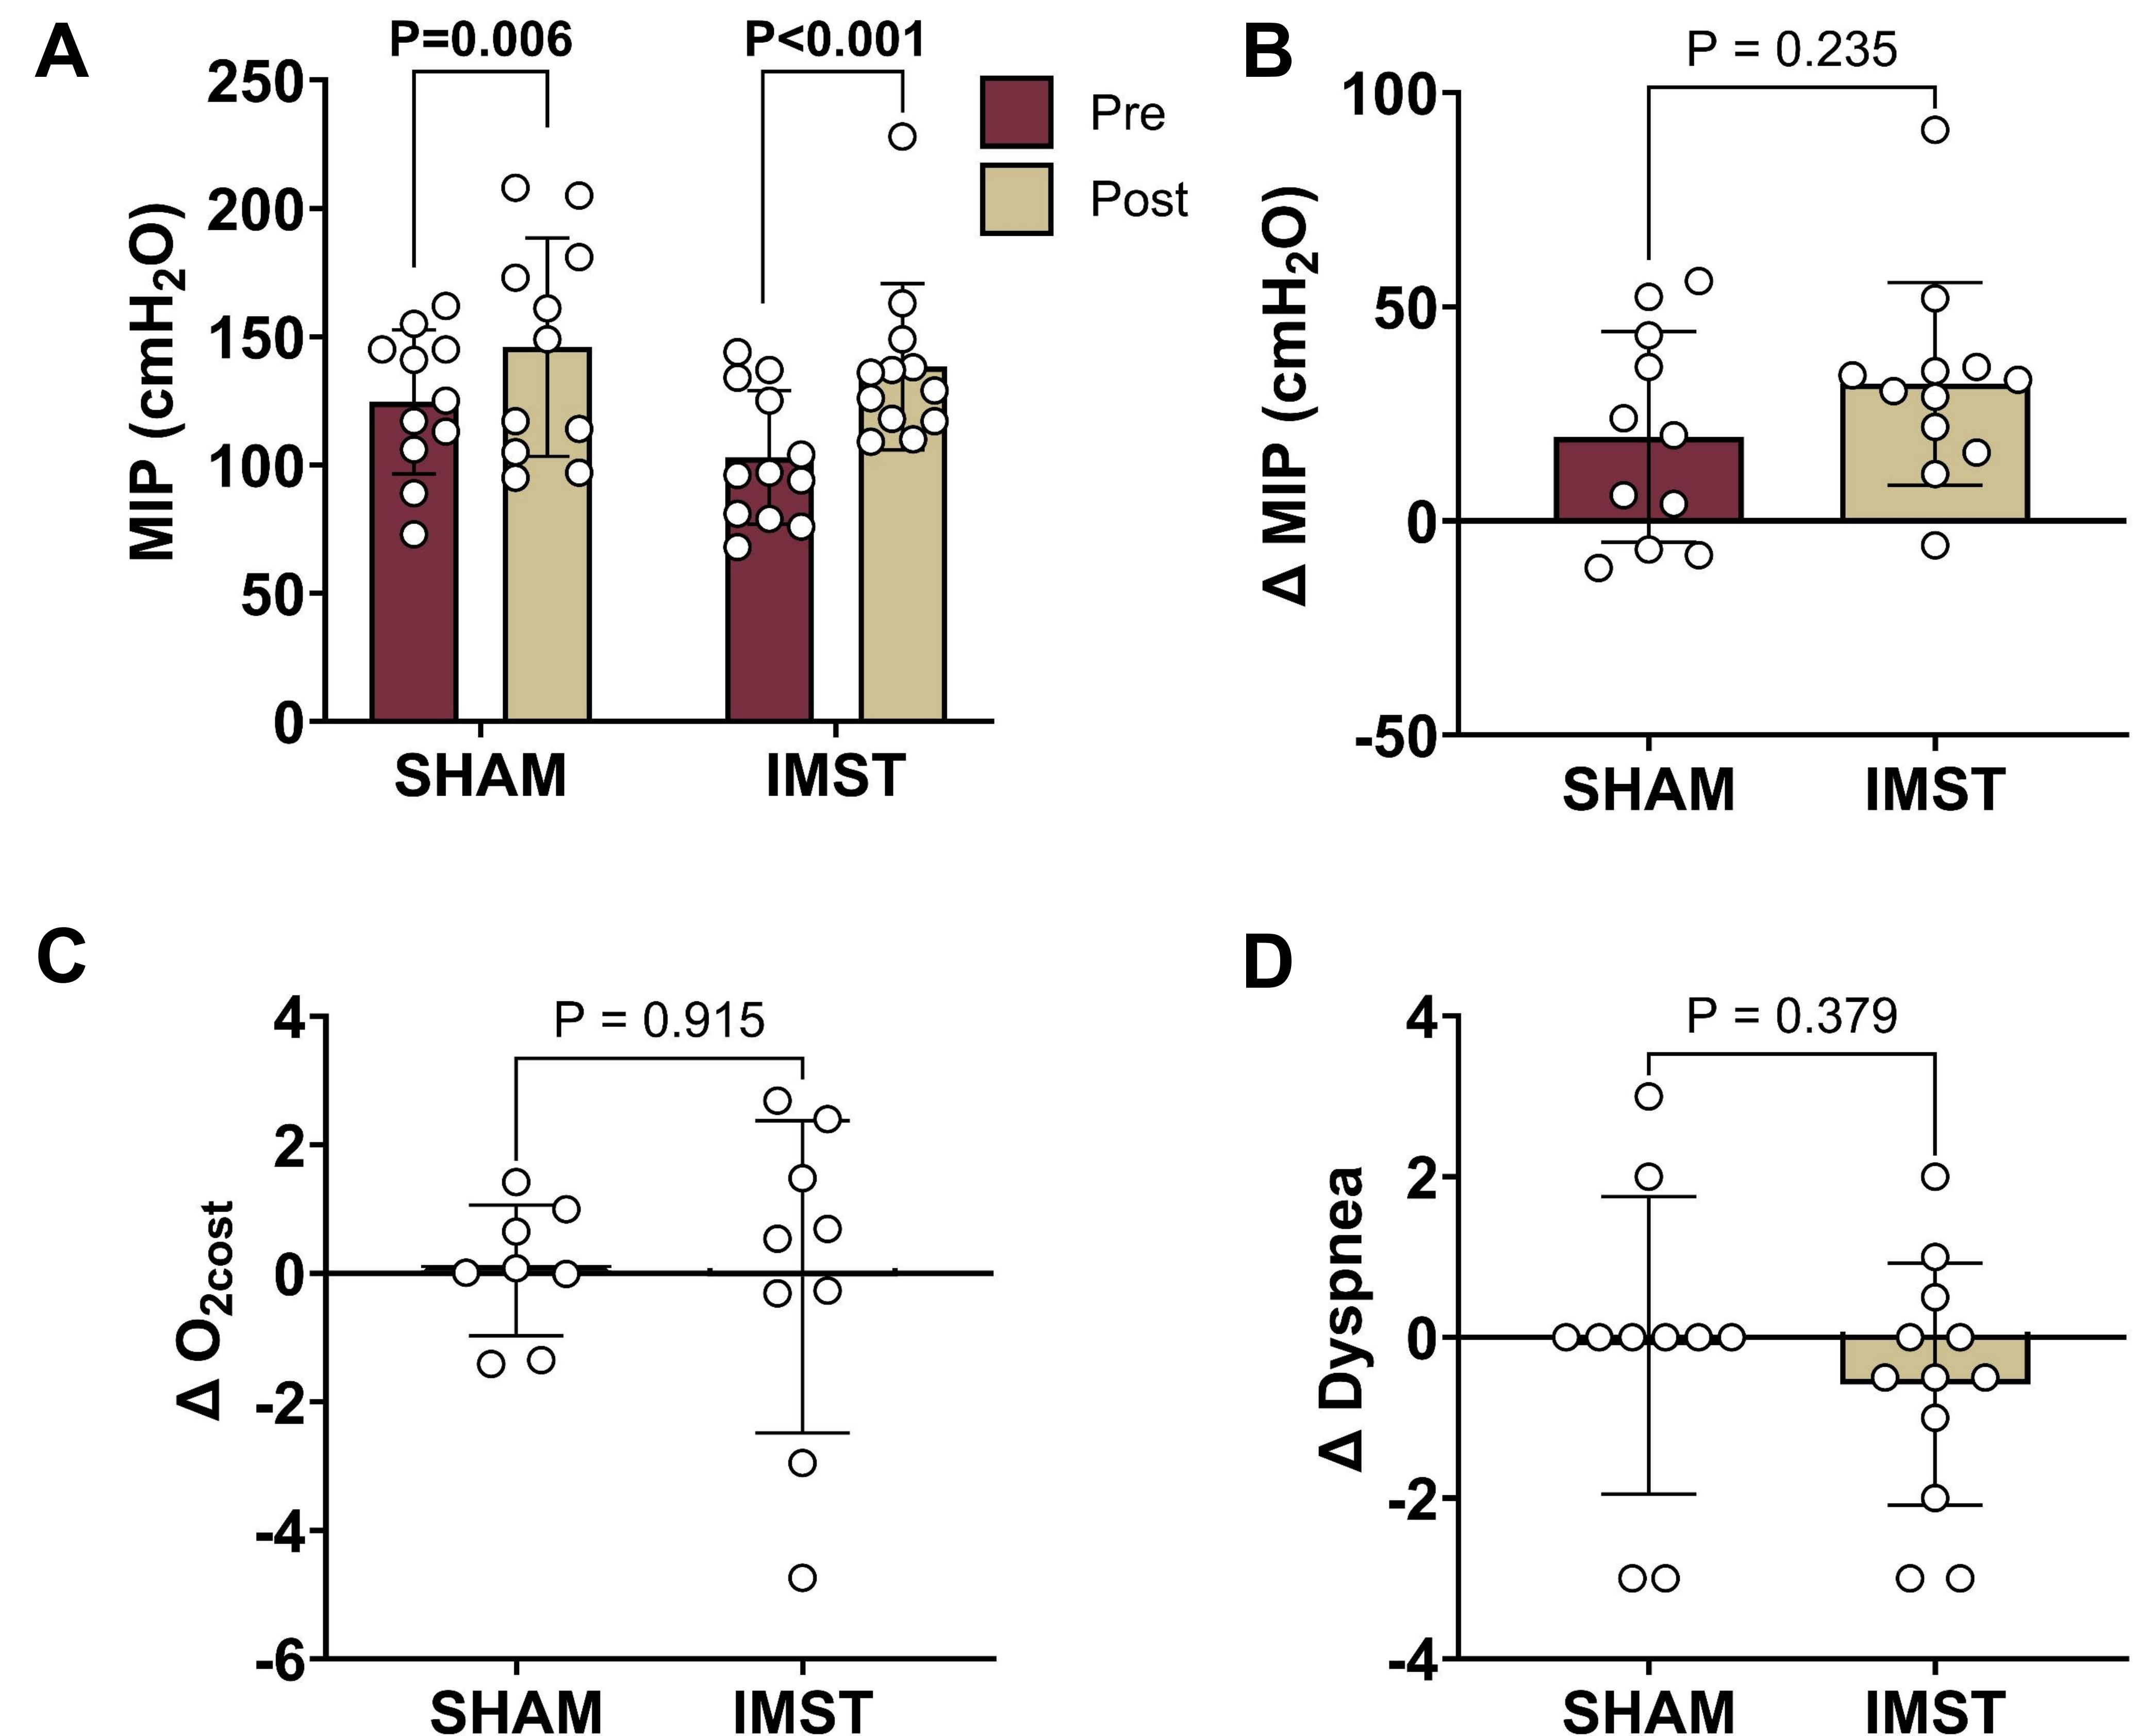 A
P=0.006
P<0.001
MIP (cmH2O)
250
200
150
100
50
0
SHAM
IMST
Pre
Post
B
P = 0.235
Δ MIP (cmH2O)
100
50
0
-50
SHAM
IMST
C
P = 0.915
Δ O2cost
4
2
0
-2
-4
-6
SHAM
IMST
D
P = 0.379
Δ Dyspnea
4
2
0
-2
-4
SHAM
IMST